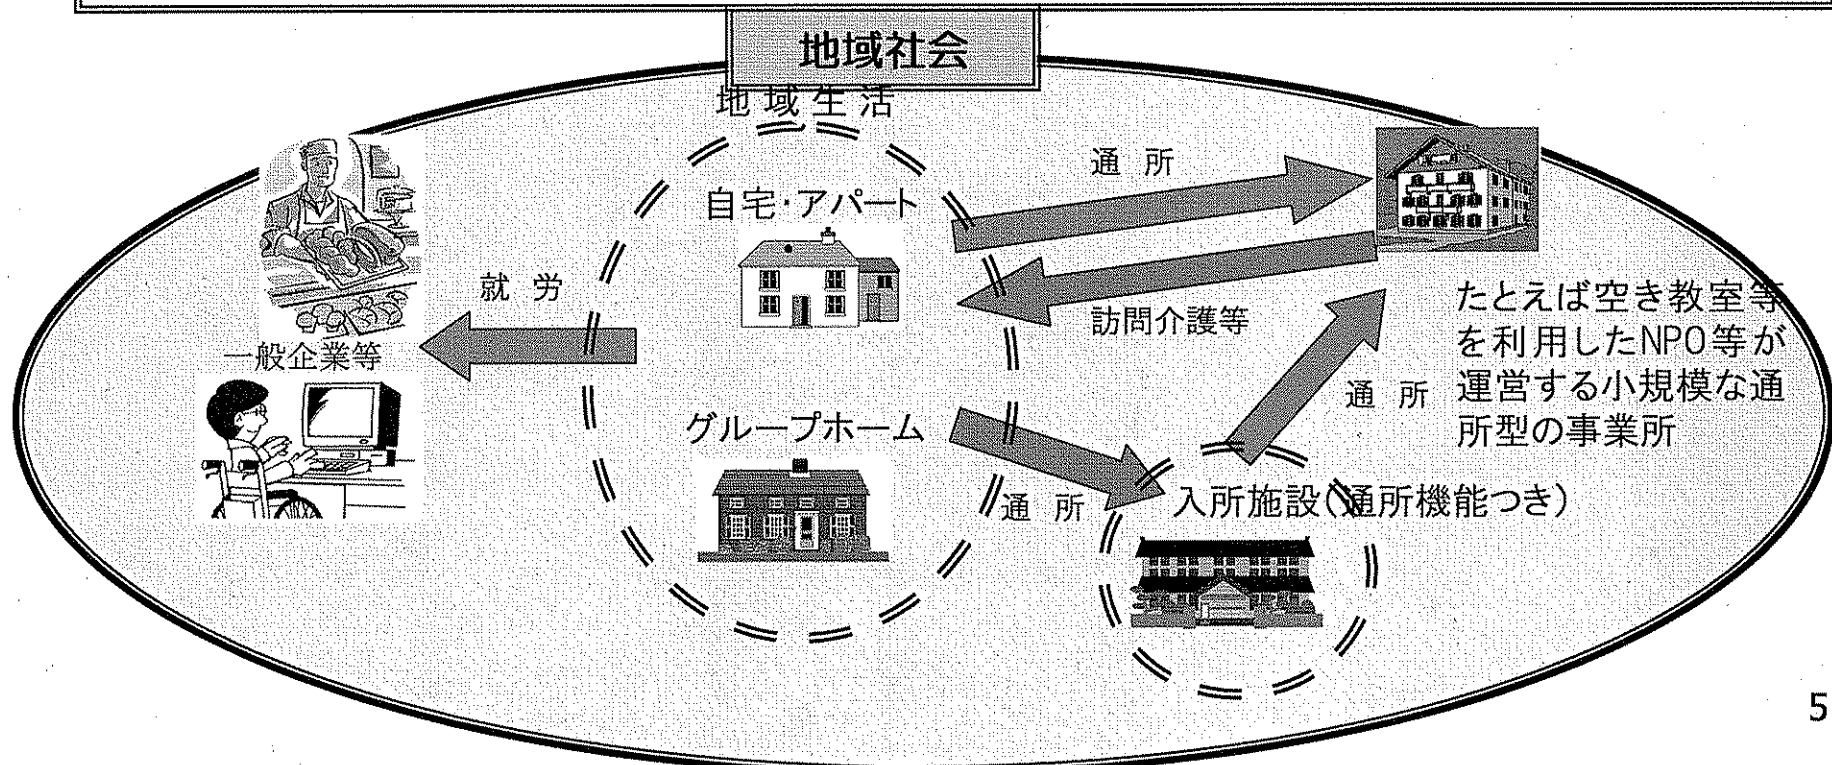 地域社会
地域生活
自宅・アパート
通所
就労
訪問介護等
一般企業等
たとえば空き教室等
を利用したNPO等が
運営する小規模な通
所型の事業所
通所
グループホーム
通所
入所施設(通所機能つき)
5